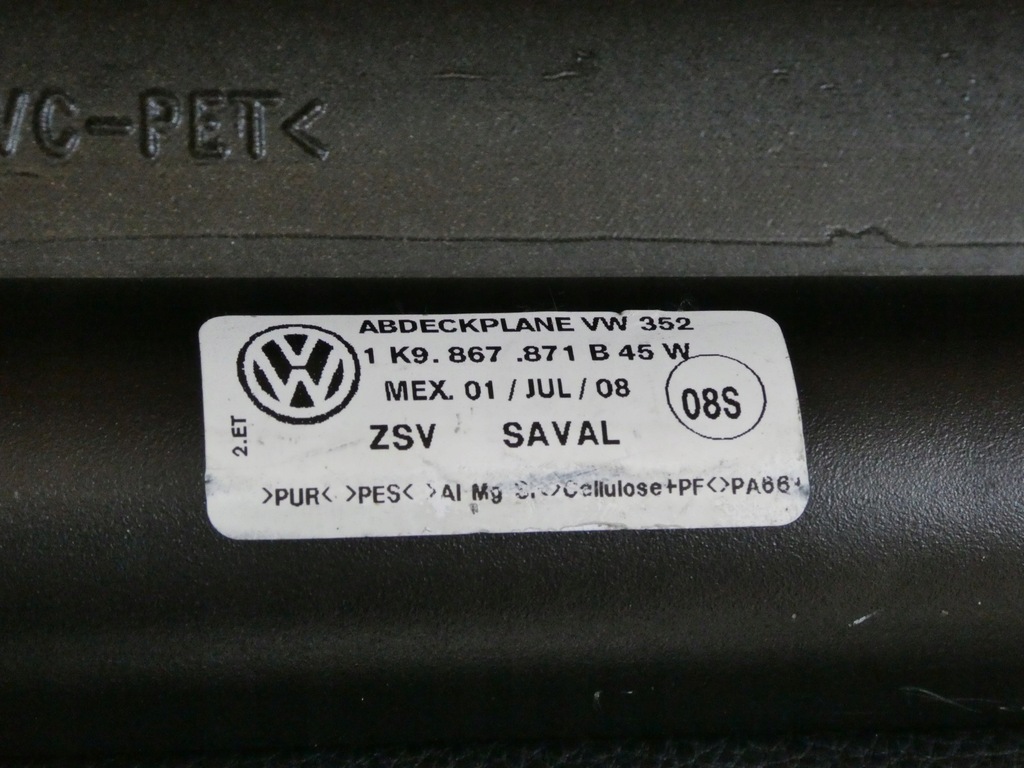 VC-PET<
ABDECKPLANE VW 352
1 K9. 867 .871 B 45 W
MEX. 01 / JUL / 08
08S
ZSV SAVAL
2.ET
>PUR< >PES< >Al Mg <>Cellulose+PF<>PA66+